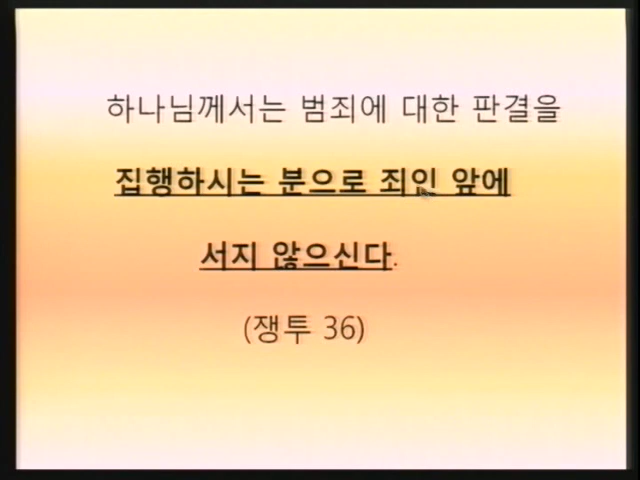 하나님께서는 범죄에 대한 판결을
집행하시는 분으로 죄인 앞에
서지 않으신다.
(쟁투 36)